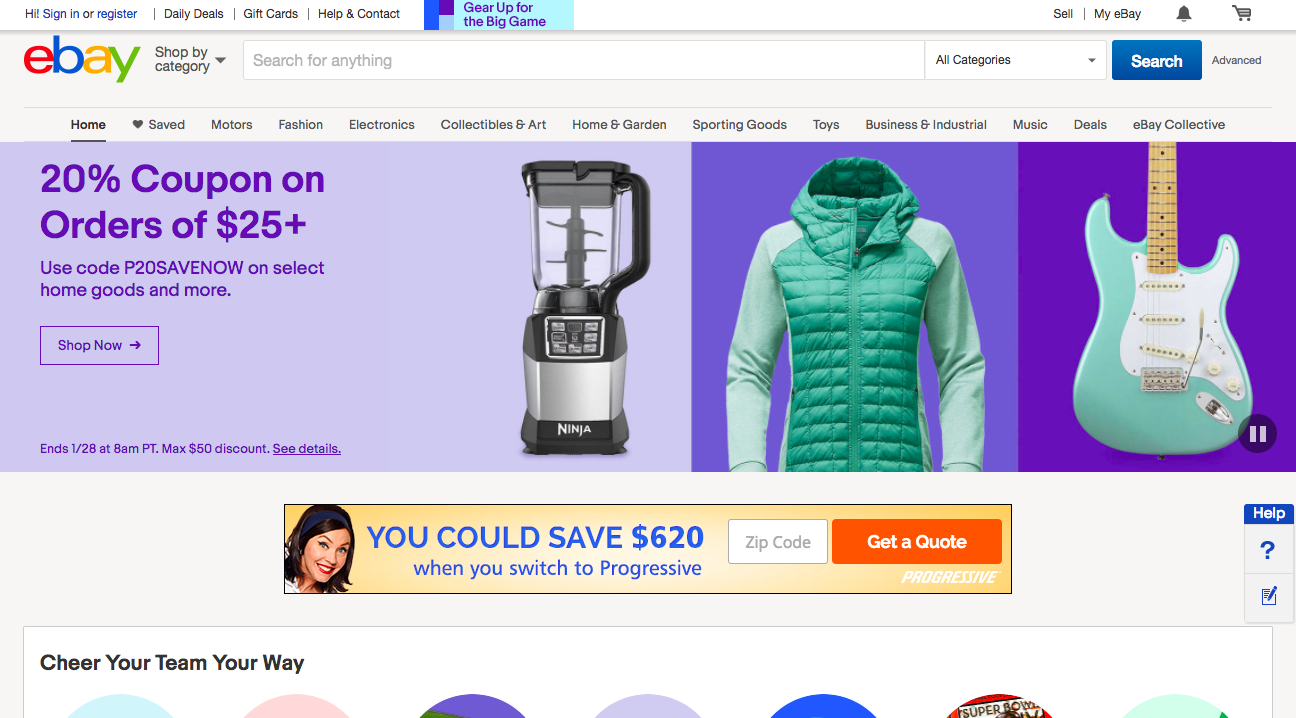 Hi! Sign in or register
Daily Deals
Gift Cards
Help & Contact
Gear Up for
the Big Game
Sell
My eBay
ebay
Shop by
category
Search for anything
All Categories
Search
Advanced
Home
Saved
Motors
Fashion
Electronics
Collectibles & Art
Home & Garden
Sporting Goods
Toys
Business & Industrial
Music
Deals
eBay Collective
20% Coupon on
Orders of $25+
Use code P20SAVENOW on select
home goods and more.
Shop Now →
Ends 1/28 at 8am PT. Max $50 discount. See details.
NINJA
YOU COULD SAVE $620
when you switch to Progressive
Zip Code
Get a Quote
PROGRESSIVE
Help
?
Cheer Your Team Your Way
SUPER BOWL